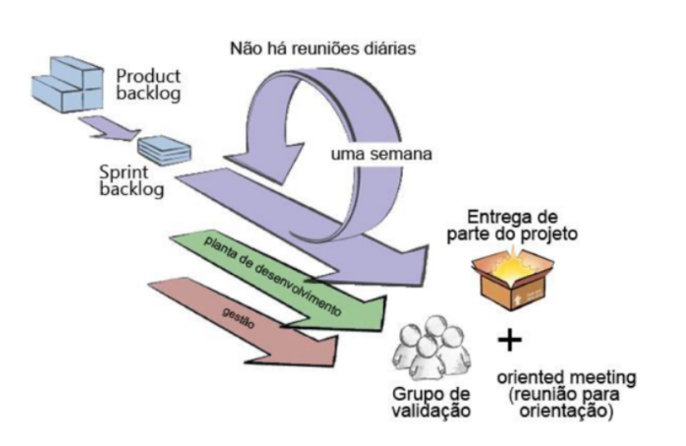 Não há reuniões diárias
Product
backlog
uma semana
Sprint
backlog
Entrega de
parte do projeto
planta de desenvolvimento
gestão
+
Grupo de
validação
oriented meeting
(reunião para
orientação)